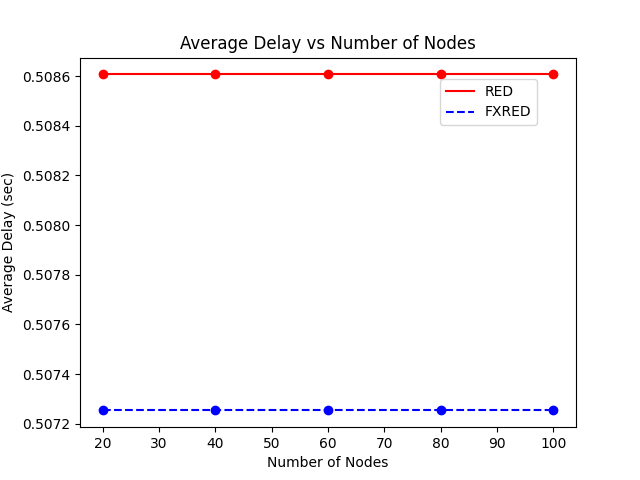 Average Delay vs Number of Nodes
Average Delay (sec)
0.5086
0.5084
0.5082
0.5080
0.5078
0.5076
0.5074
0.5072
RED
FXRED
20 30 40 50 60 70 80 90 100
Number of Nodes